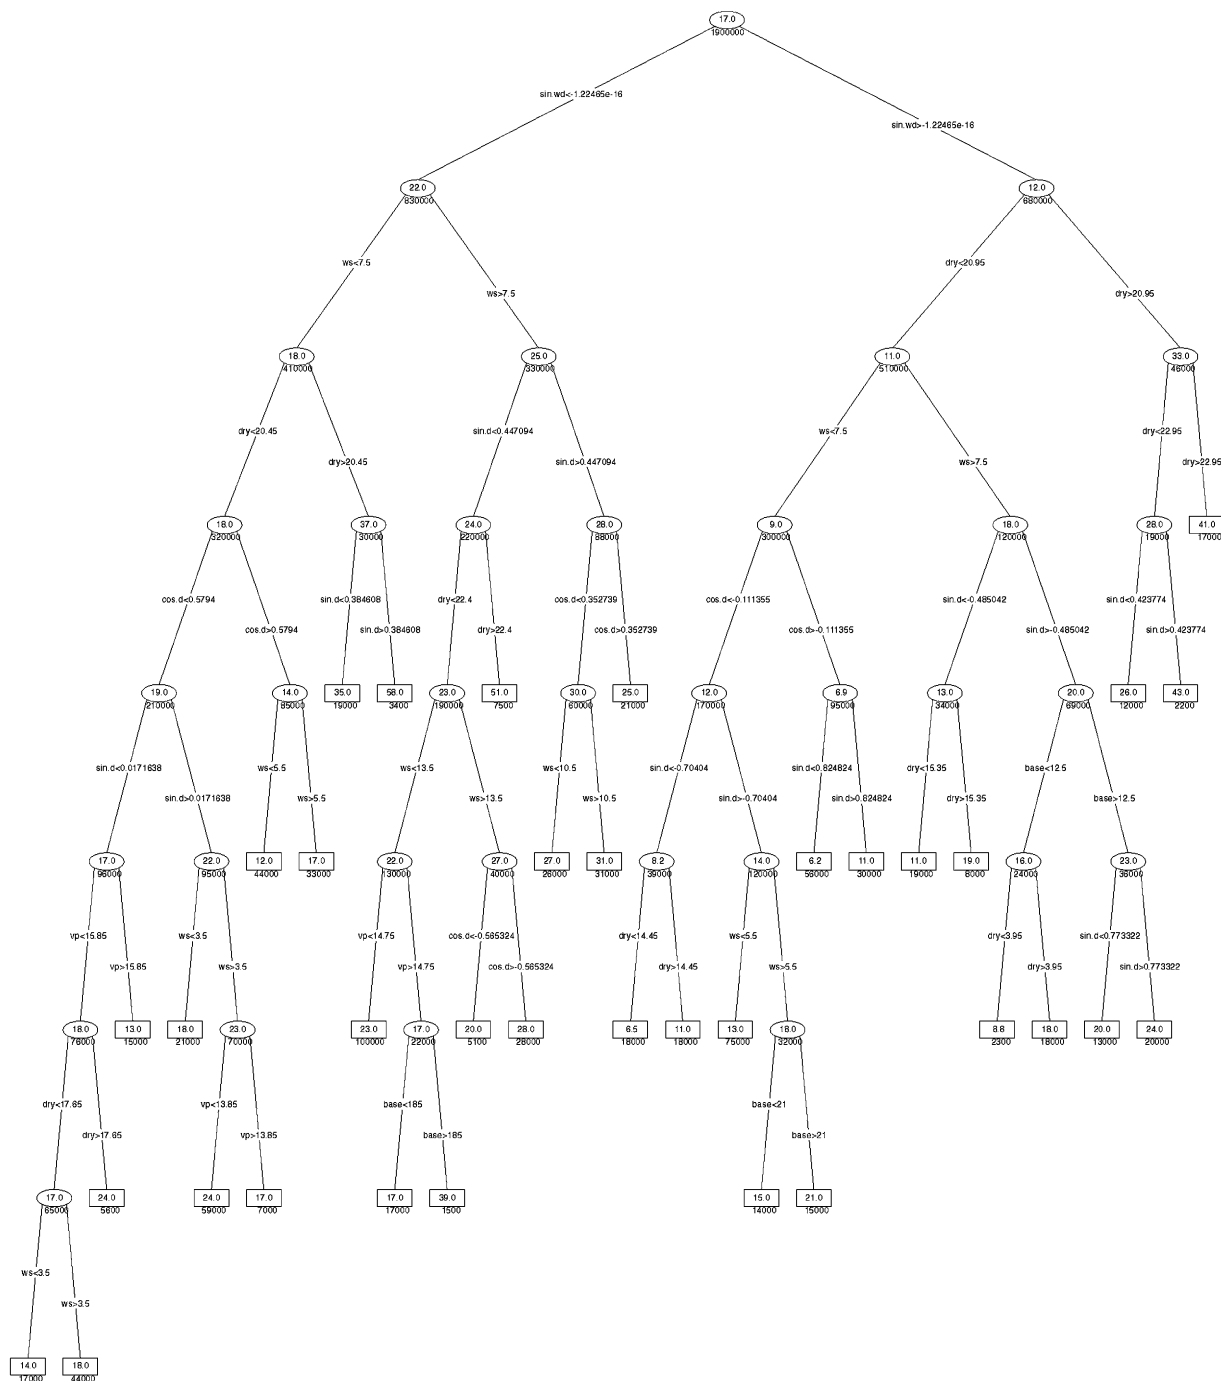 17.0
1900000
sin.wd<-1.22465e-16
sin.wd>-1.22465e-16
22.0
830000
12.0
680000
ws<7.5
ws>7.5
dry<20.95
dry>20.95
18.0
410000
25.0
330000
11.0
510000
33.0
46000
dry<20.45
dry>20.45
sin.d<0.447094
sin.d>0.447094
ws<7.5
ws>7.5
dry<22.95
dry>22.95
18.0
320000
37.0
30000
24.0
220000
28.0
88000
9.0
300000
18.0
120000
28.0
19000
41.0
17000
cos.d<0.5794
cos.d>0.5794
sin.d<0.384608
sin.d>0.384608
dry<22.4
dry>22.4
cos.d<0.352739
cos.d>0.352739
cos.d<-0.111355
cos.d>-0.111355
sin.d<-0.485042
sin.d>-0.485042
sin.d<0.423774
sin.d>0.423774
19.0
210000
14.0
85000
35.0
19000
58.0
3400
23.0
190000
51.0
7500
30.0
60000
25.0
21000
12.0
170000
6.9
95000
13.0
34000
20.0
69000
26.0
12000
43.0
2200
sin.d<0.0171638
sin.d>0.0171638
ws<5.5
ws>5.5
ws<13.5
ws>13.5
ws<10.5
ws>10.5
sin.d<-0.70404
sin.d>-0.70404
sin.d<0.824824
sin.d>0.824824
dry<15.35
dry>15.35
base<12.5
base>12.5
17.0
96000
22.0
95000
12.0
44000
17.0
33000
22.0
130000
27.0
40000
27.0
26000
31.0
31000
8.2
39000
14.0
120000
6.2
56000
11.0
30000
11.0
19000
19.0
8000
16.0
24000
23.0
36000
vp<15.85
vp>15.85
ws<3.5
ws>3.5
vp<14.75
vp>14.75
cos.d<-0.565324
cos.d>-0.565324
dry<14.45
dry>14.45
ws<5.5
ws>5.5
dry<3.95
dry>3.95
sin.d<0.773322
sin.d>0.773322
18.0
76000
13.0
15000
18.0
21000
23.0
70000
23.0
100000
17.0
22000
20.0
5100
28.0
28000
6.5
18000
11.0
18000
13.0
75000
18.0
32000
8.8
2300
18.0
18000
20.0
13000
24.0
20000
dry<17.65
dry>17.65
vp<13.85
vp>13.85
base<185
base>185
base<21
base>21
17.0
65000
24.0
5600
24.0
59000
17.0
7000
17.0
17000
39.0
1500
15.0
14000
21.0
15000
ws<3.5
ws>3.5
14.0
17000
18.0
44000